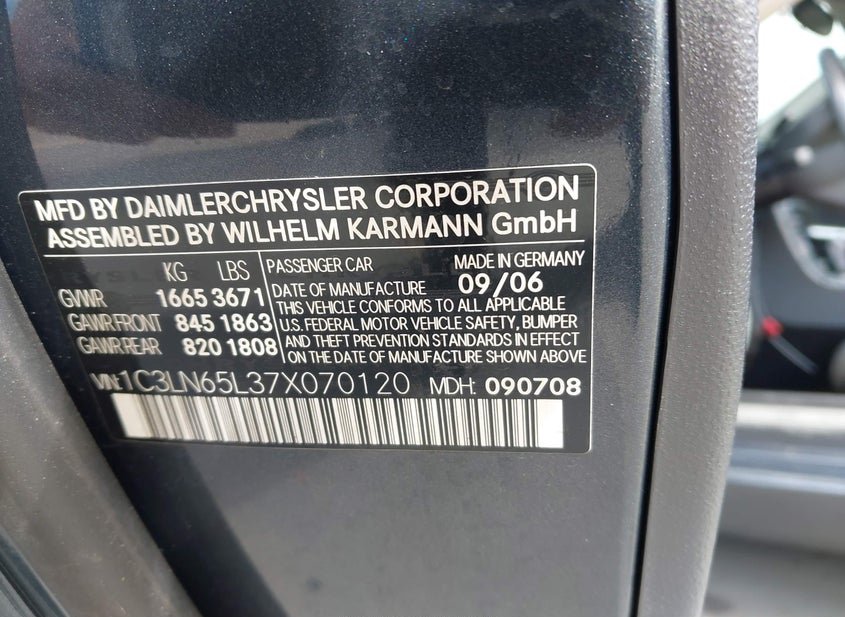 MFD BY DAIMLERCHRYSLER CORPORATION
ASSEMBLED BY WILHELM KARMANN GmbH
KG LBS
GVWR 1665 3671
GAWR FRONT 845 1863
GAWR REAR 820 1808
PASSENGER CAR MADE IN GERMANY
DATE OF MANUFACTURE 09/06
THIS VEHICLE CONFORMS TO ALL APPLICABLE
U.S. FEDERAL MOTOR VEHICLE SAFETY, BUMPER
AND THEFT PREVENTION STANDARDS IN EFFECT
ON THE DATE OF MANUFACTURE SHOWN ABOVE
VIN: 1C3LN65L37X070120 MDH: 090708